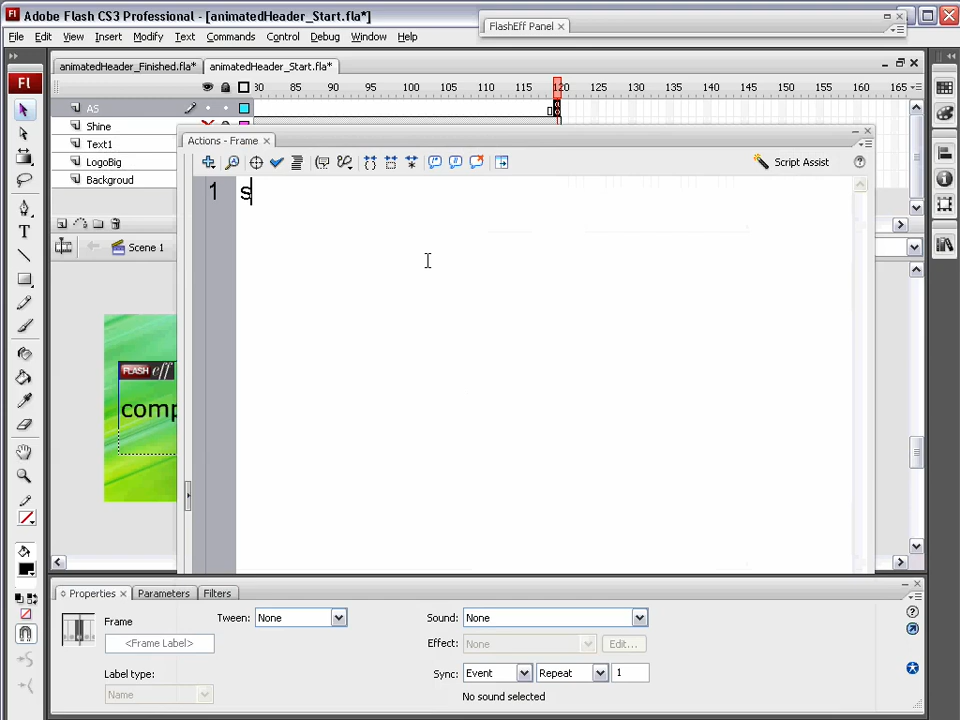 Adobe Flash CS3 Professional - [animatedHeader_Start.fla*]
FlashEff Panel
File Edit View Insert Modify Text Commands Control Debug Window Help
animatedHeader_Finished.fla* animatedHeader_Start.fla*
Fl
80 85 90 95 100 105 110 115 120 125 130 135 140 145 150 155 160 165
AS
Shine
Text1
LogoBig
Backgroud
Actions - Frame
Script Assist
1 s
Scene 1
FLASH eff
comp
Properties Parameters Filters
Frame
Tween: None
Sound: None
<Frame Label>
Effect: None Edit...
Label type:
Sync: Event Repeat 1
Name
No sound selected